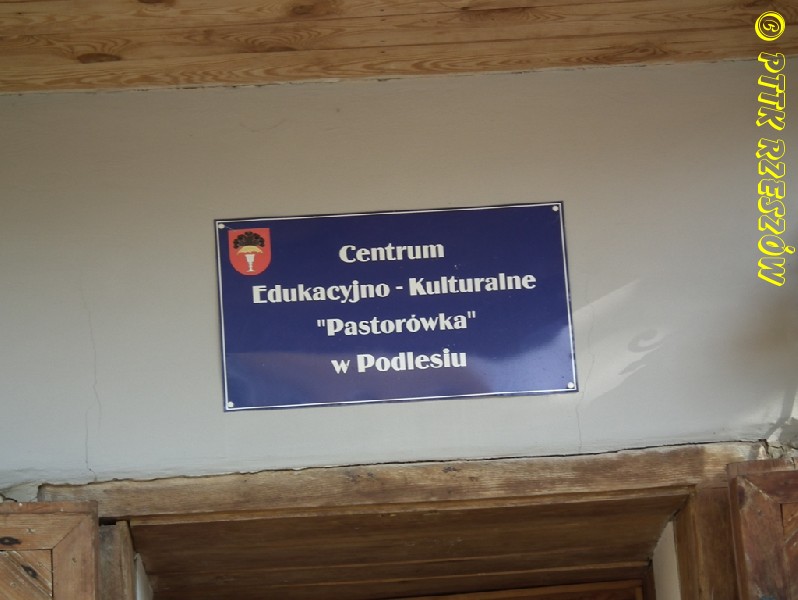 Centrum
Edukacyjno - Kulturalne
"Pastorówka"
w Podlesiu
© PTTK RZESZÓW